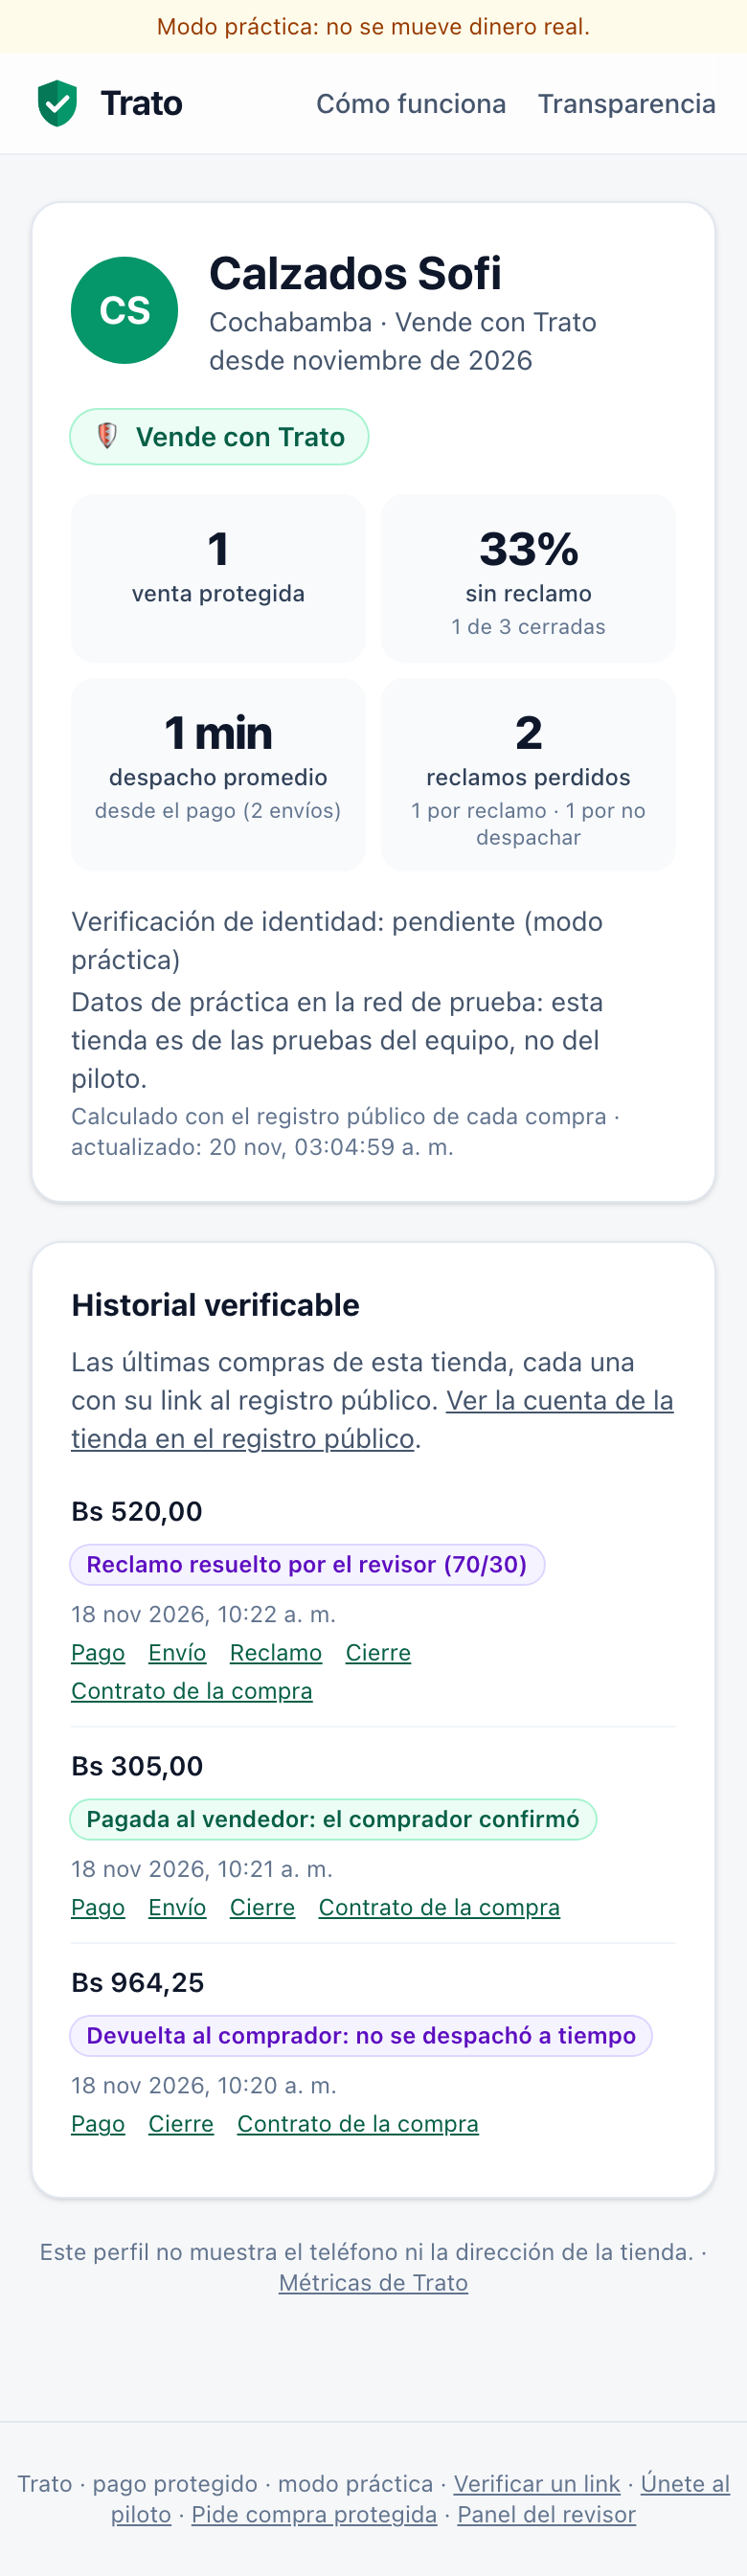 Modo práctica: no se mueve dinero real.
Trato
Cómo funciona
Transparencia
CS
Calzados Sofi
Cochabamba · Vende con Trato
desde noviembre de 2026
Vende con Trato
1
venta protegida
33%
sin reclamo
1 de 3 cerradas
1 min
despacho promedio
desde el pago (2 envíos)
2
reclamos perdidos
1 por reclamo · 1 por no
despachar
Verificación de identidad: pendiente (modo
práctica)
Datos de práctica en la red de prueba: esta
tienda es de las pruebas del equipo, no del
piloto.
Calculado con el registro público de cada compra ·
actualizado: 20 nov, 03:04:59 a. m.
Historial verificable
Las últimas compras de esta tienda, cada una
con su link al registro público. Ver la cuenta de la
tienda en el registro público.
Bs 520,00
Reclamo resuelto por el revisor (70/30)
18 nov 2026, 10:22 a. m.
Pago Envío Reclamo Cierre
Contrato de la compra
Bs 305,00
Pagada al vendedor: el comprador confirmó
18 nov 2026, 10:21 a. m.
Pago Envío Cierre Contrato de la compra
Bs 964,25
Devuelta al comprador: no se despachó a tiempo
18 nov 2026, 10:20 a. m.
Pago Cierre Contrato de la compra
Este perfil no muestra el teléfono ni la dirección de la tienda. ·
Métricas de Trato
Trato · pago protegido · modo práctica · Verificar un link · Únete al
piloto · Pide compra protegida · Panel del revisor